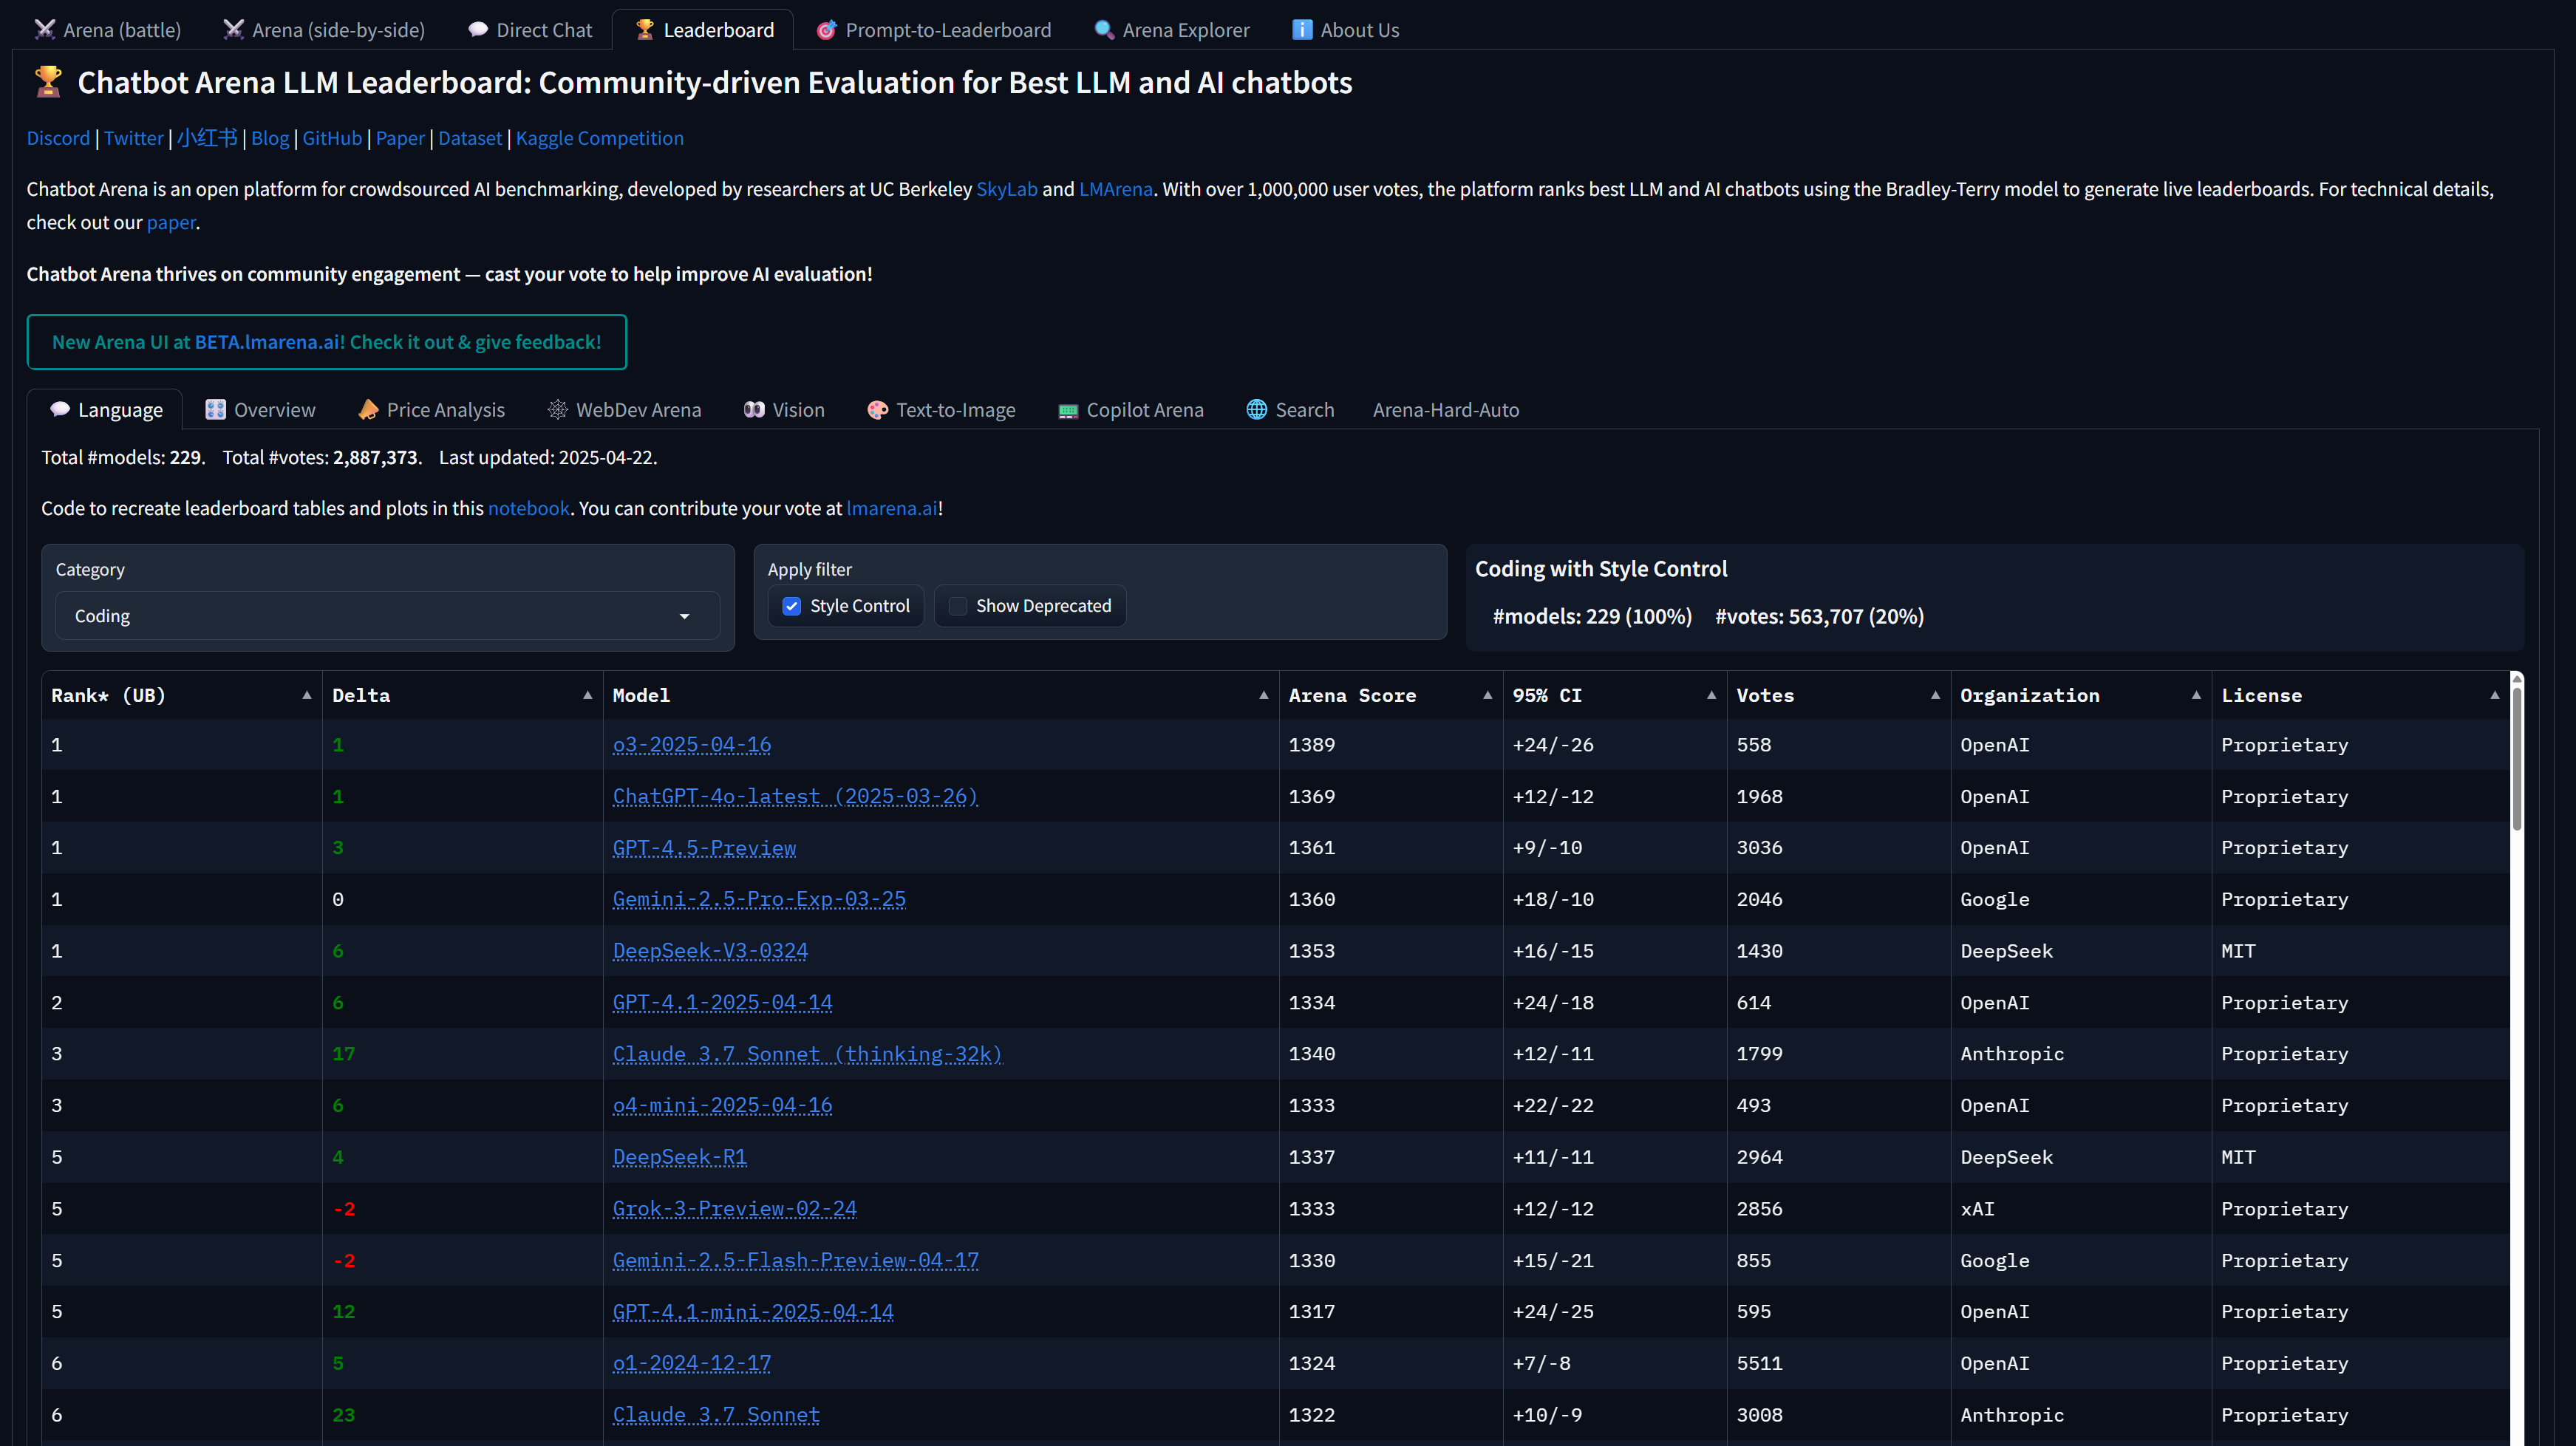 Arena (battle) Arena (side-by-side) Direct Chat Leaderboard Prompt-to-Leaderboard Arena Explorer About Us
Chatbot Arena LLM Leaderboard: Community-driven Evaluation for Best LLM and AI chatbots
Discord | Twitter | 小红书 | Blog | GitHub | Paper | Dataset | Kaggle Competition
Chatbot Arena is an open platform for crowdsourced AI benchmarking, developed by researchers at UC Berkeley SkyLab and LMArena. With over 1,000,000 user votes, the platform ranks best LLM and AI chatbots using the Bradley-Terry model to generate live leaderboards. For technical details,
check out our paper.
Chatbot Arena thrives on community engagement — cast your vote to help improve AI evaluation!
New Arena UI at BETA.lmarena.ai! Check it out & give feedback!
Language Overview Price Analysis WebDev Arena Vision Text-to-Image Copilot Arena Search Arena-Hard-Auto
Total #models: 229. Total #votes: 2,887,373. Last updated: 2025-04-22.
Code to recreate leaderboard tables and plots in this notebook. You can contribute your vote at lmarena.ai!
Category
Coding
Apply filter
Style Control Show Deprecated
Coding with Style Control
#models: 229 (100%) #votes: 563,707 (20%)
Rank* (UB) Delta Model Arena Score 95% CI Votes Organization License
1 1 o3-2025-04-16 1389 +24/-26 558 OpenAI Proprietary
1 1 ChatGPT-4o-latest (2025-03-26) 1369 +12/-12 1968 OpenAI Proprietary
1 3 GPT-4.5-Preview 1361 +9/-10 3036 OpenAI Proprietary
1 0 Gemini-2.5-Pro-Exp-03-25 1360 +18/-10 2046 Google Proprietary
1 6 DeepSeek-V3-0324 1353 +16/-15 1430 DeepSeek MIT
2 6 GPT-4.1-2025-04-14 1334 +24/-18 614 OpenAI Proprietary
3 17 Claude 3.7 Sonnet (thinking-32k) 1340 +12/-11 1799 Anthropic Proprietary
3 6 o4-mini-2025-04-16 1333 +22/-22 493 OpenAI Proprietary
5 4 DeepSeek-R1 1337 +11/-11 2964 DeepSeek MIT
5 -2 Grok-3-Preview-02-24 1333 +12/-12 2856 xAI Proprietary
5 -2 Gemini-2.5-Flash-Preview-04-17 1330 +15/-21 855 Google Proprietary
5 12 GPT-4.1-mini-2025-04-14 1317 +24/-25 595 OpenAI Proprietary
6 5 o1-2024-12-17 1324 +7/-8 5511 OpenAI Proprietary
6 23 Claude 3.7 Sonnet 1322 +10/-9 3008 Anthropic Proprietary